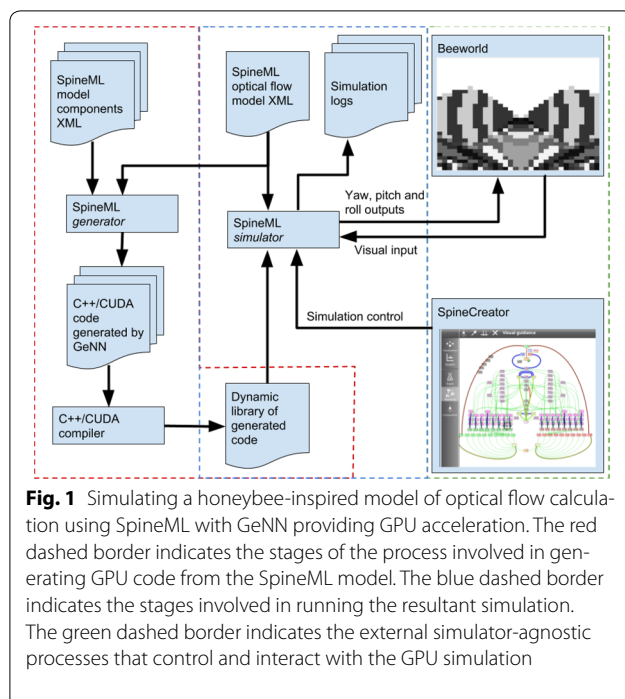 SpineML
model
components
XML
SpineML
optical flow
model XML
Simulation
logs
Beeworld
SpineML
generator
SpineML
simulator
Yaw, pitch and
roll outputs
Visual input
C++/CUDA
code
generated by
GeNN
Simulation control
SpineCreator
Visual guidance
C++/CUDA
compiler
Dynamic
library of
generated
code
Fig. 1 Simulating a honeybee-inspired model of optical flow calcula-
tion using SpineML with GeNN providing GPU acceleration. The red
dashed border indicates the stages of the process involved in gen-
erating GPU code from the SpineML model. The blue dashed border
indicates the stages involved in running the resultant simulation.
The green dashed border indicates the external simulator-agnostic
processes that control and interact with the GPU simulation